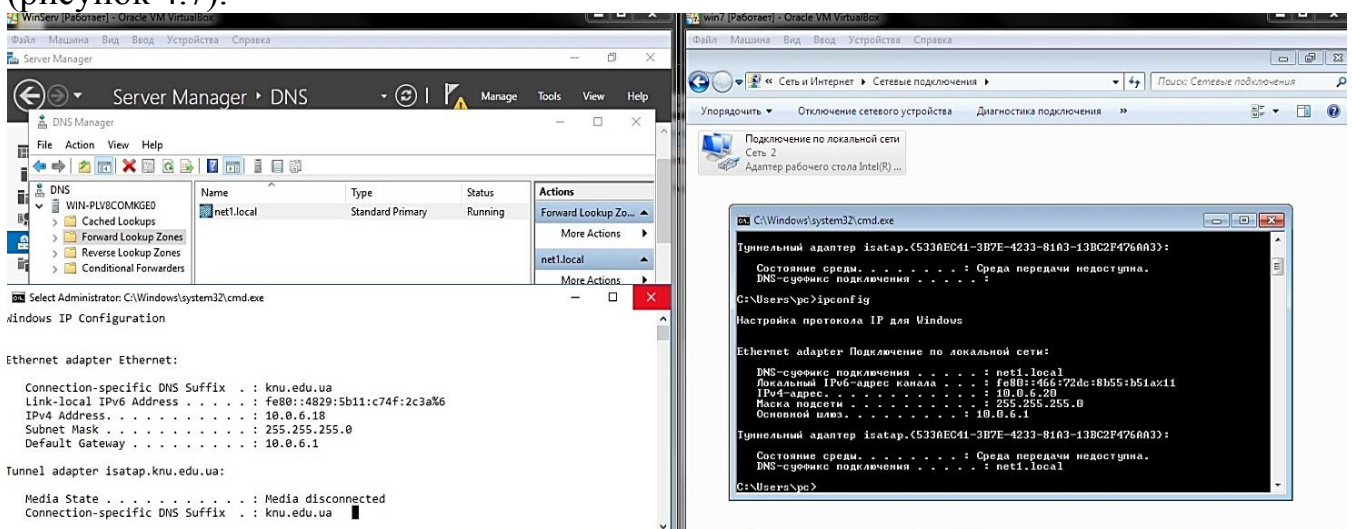 (рисунок 4.7).
WinServ [Работает] - Oracle VM VirtualBox
Файл Машина Вид Ввод Устройства Справка
Server Manager
Server Manager ‣ DNS
Manage Tools View Help
DNS Manager
File Action View Help
DNS
WIN-PLV8COMKGE0
Cached Lookups
Forward Lookup Zones
Reverse Lookup Zones
Conditional Forwarders
Name Type Status
net1.local Standard Primary Running
Actions
Forward Lookup Zo...
More Actions
net1.local
More Actions
Select Administrator: C:\Windows\system32\cmd.exe
Windows IP Configuration
Ethernet adapter Ethernet:
Connection-specific DNS Suffix . : knu.edu.ua
Link-local IPv6 Address . . . . . : fe80::4829:5b11:c74f:2c3a%6
IPv4 Address. . . . . . . . . . . : 10.0.6.18
Subnet Mask . . . . . . . . . . . : 255.255.255.0
Default Gateway . . . . . . . . . : 10.0.6.1
Tunnel adapter isatap.knu.edu.ua:
Media State . . . . . . . . . . . : Media disconnected
Connection-specific DNS Suffix . : knu.edu.ua
win7 [Работает] - Oracle VM VirtualBox
Файл Машина Вид Ввод Устройства Справка
« Сеть и Интернет ‣ Сетевые подключения ‣
Поиск: Сетевые подключения
Упорядочить Отключение сетевого устройства Диагностика подключения »
Подключение по локальной сети
Сеть 2
Адаптер рабочего стола Intel(R) ...
C:\Windows\system32\cmd.exe
Туннельный адаптер isatap.{533AEC41-3B7E-4233-81A3-13BC2F476AA3}:
Состояние среды. . . . . . . . : Среда передачи недоступна.
DNS-суффикс подключения . . . . . :
C:\Users\pc>ipconfig
Настройка протокола IP для Windows
Ethernet adapter Подключение по локальной сети:
DNS-суффикс подключения . . . . . : net1.local
Локальный IPv6-адрес канала . . . : fe80::466:72dc:8b55:b51a%11
IPv4-адрес. . . . . . . . . . . . : 10.0.6.20
Маска подсети . . . . . . . . . . : 255.255.255.0
Основной шлюз. . . . . . . . . : 10.0.6.1
Туннельный адаптер isatap.{533AEC41-3B7E-4233-81A3-13BC2F476AA3}:
Состояние среды. . . . . . . . : Среда передачи недоступна.
DNS-суффикс подключения . . . . . : net1.local
C:\Users\pc>